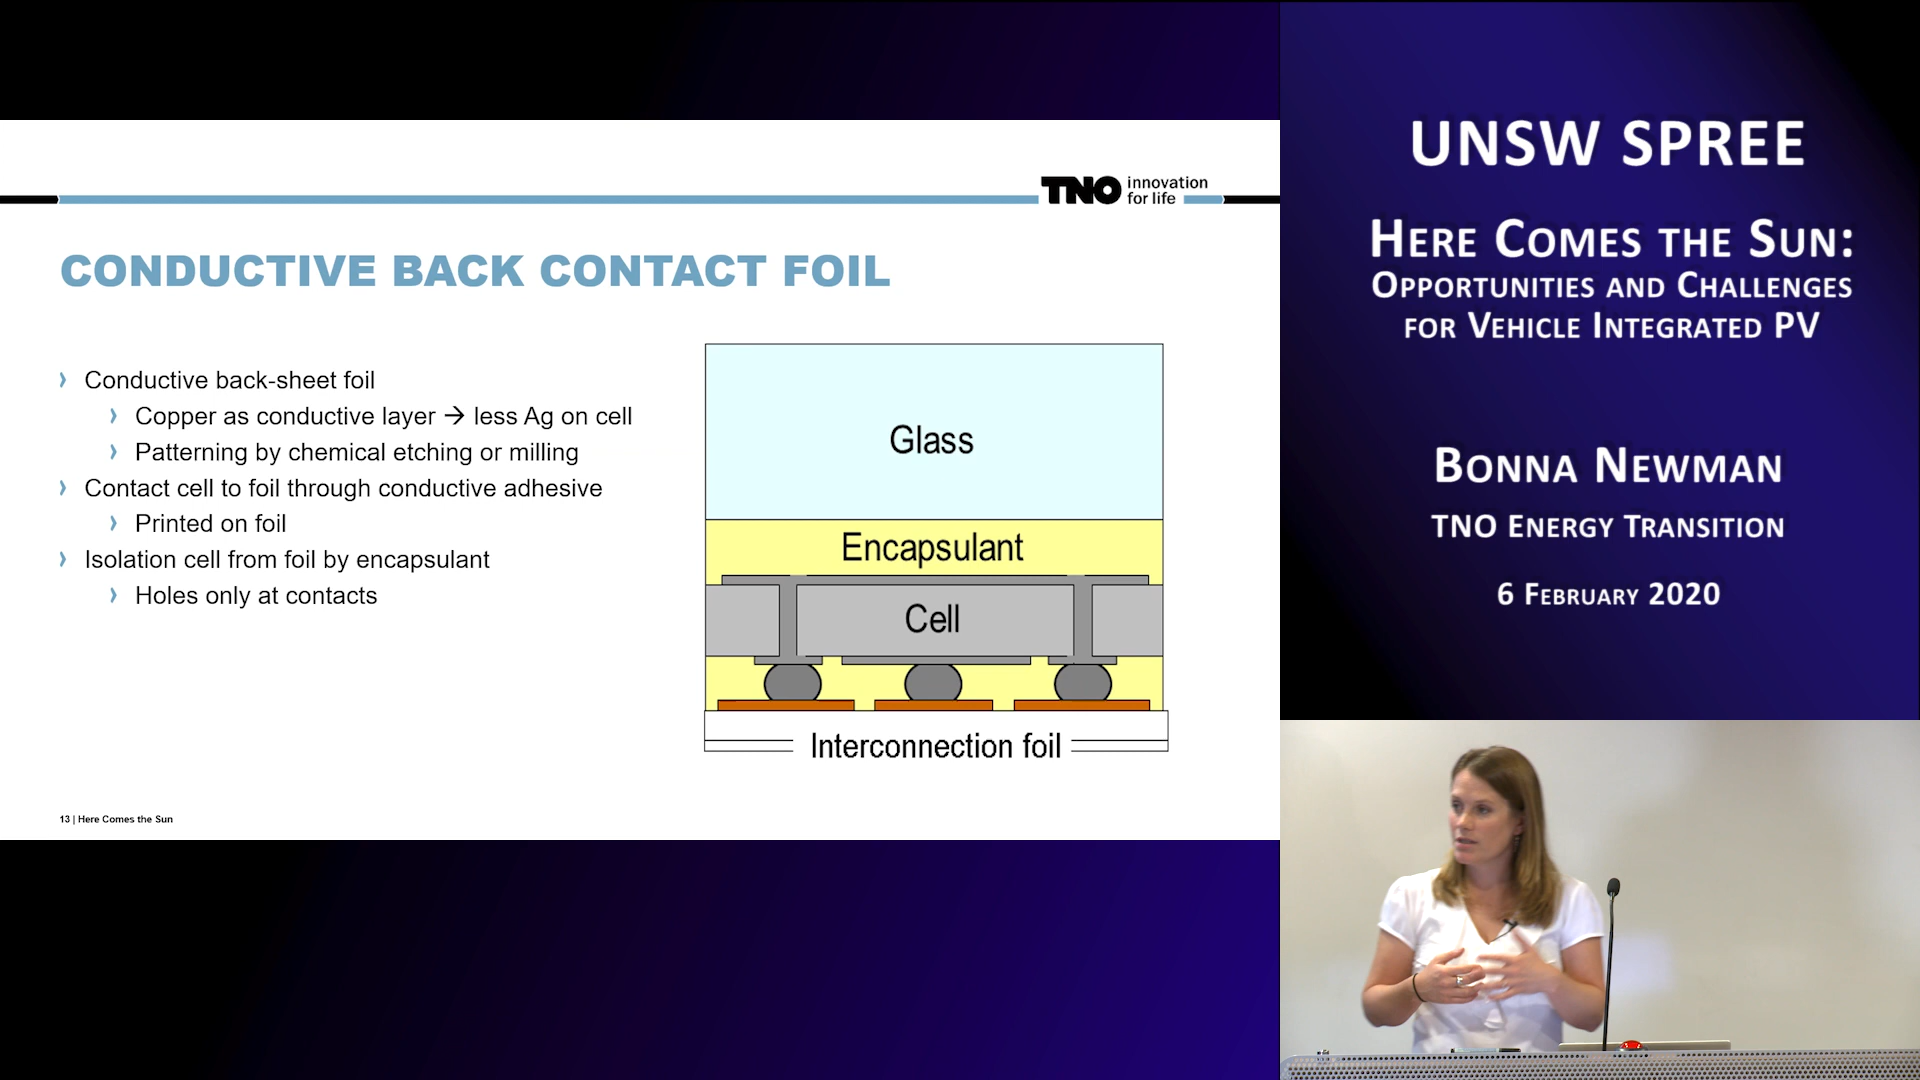 TNO innovation
for life
CONDUCTIVE BACK CONTACT FOIL
Conductive back-sheet foil
Copper as conductive layer → less Ag on cell
Patterning by chemical etching or milling
Contact cell to foil through conductive adhesive
Printed on foil
Isolation cell from foil by encapsulant
Holes only at contacts
Glass
Encapsulant
Cell
Interconnection foil
13 | Here Comes the Sun
UNSW SPREE
HERE COMES THE SUN:
OPPORTUNITIES AND CHALLENGES
FOR VEHICLE INTEGRATED PV
BONNA NEWMAN
TNO ENERGY TRANSITION
6 FEBRUARY 2020